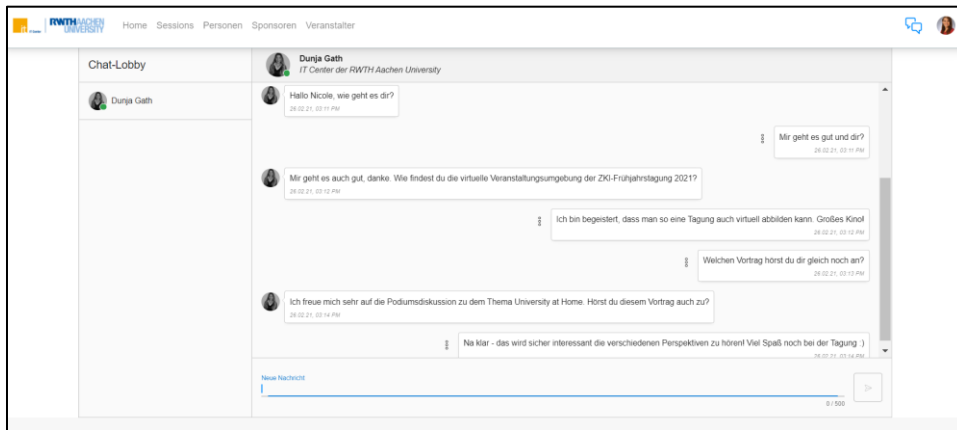 RWTHAACHEN
UNIVERSITY
Home Sessions Personen Sponsoren Veranstalter
Chat-Lobby
Dunja Gath
Dunja Gath
IT Center der RWTH Aachen University
Hallo Nicole, wie geht es dir?
26.02.21, 03:11 PM
Mir geht es gut und dir?
26.02.21, 03:11 PM
Mir geht es auch gut, danke. Wie findest du die virtuelle Veranstaltungsumgebung der ZKI-Frühjahrstagung 2021?
26.02.21, 03:12 PM
Ich bin begeistert, dass man so eine Tagung auch virtuell abbilden kann. Großes Kino!
26.02.21, 03:12 PM
Welchen Vortrag hörst du dir gleich noch an?
26.02.21, 03:13 PM
Ich freue mich sehr auf die Podiumsdiskussion zu dem Thema University at Home. Hörst du diesem Vortrag auch zu?
26.02.21, 03:14 PM
Na klar - das wird sicher interessant die verschiedenen Perspektiven zu hören! Viel Spaß noch bei der Tagung :)
26.02.21, 03:14 PM
Neue Nachricht
0 / 500